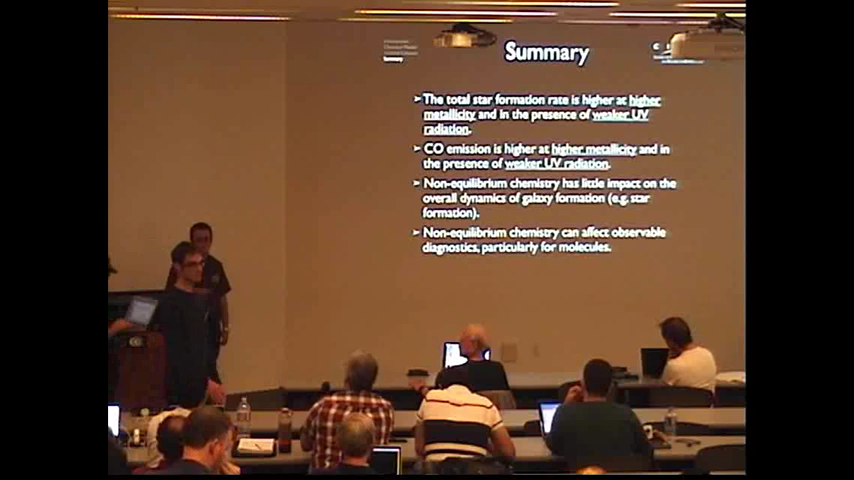 Summary
Summary
➤The total star formation rate is higher at higher
metallicity and in the presence of weaker UV
radiation.
➤CO emission is higher at higher metallicity and in
the presence of weaker UV radiation.
➤Non-equilibrium chemistry has little impact on the
overall dynamics of galaxy formation (e.g. star
formation).
➤Non-equilibrium chemistry can affect observable
diagnostics, particularly for molecules.